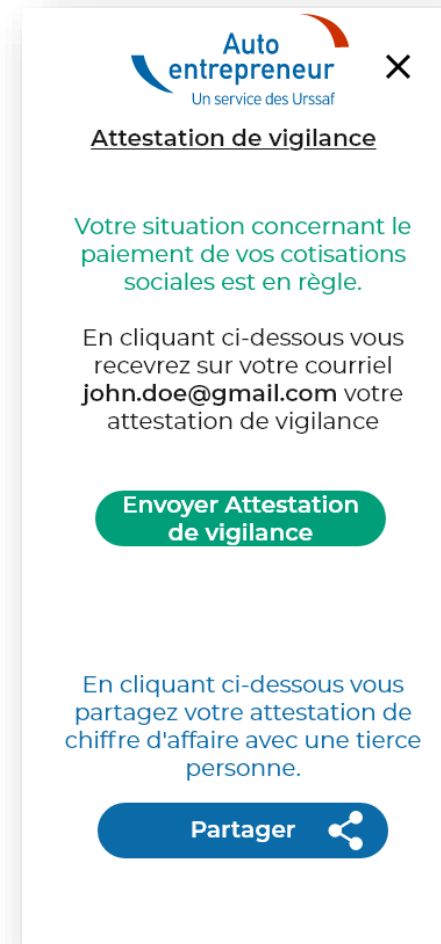 Auto
entrepreneur
Un service des Urssaf
Attestation de vigilance
Votre situation concernant le
paiement de vos cotisations
sociales est en règle.
En cliquant ci-dessous vous
recevrez sur votre courriel
john.doe@gmail.com votre
attestation de vigilance
Envoyer Attestation
de vigilance
En cliquant ci-dessous vous
partagez votre attestation de
chiffre d'affaire avec une tierce
personne.
Partager